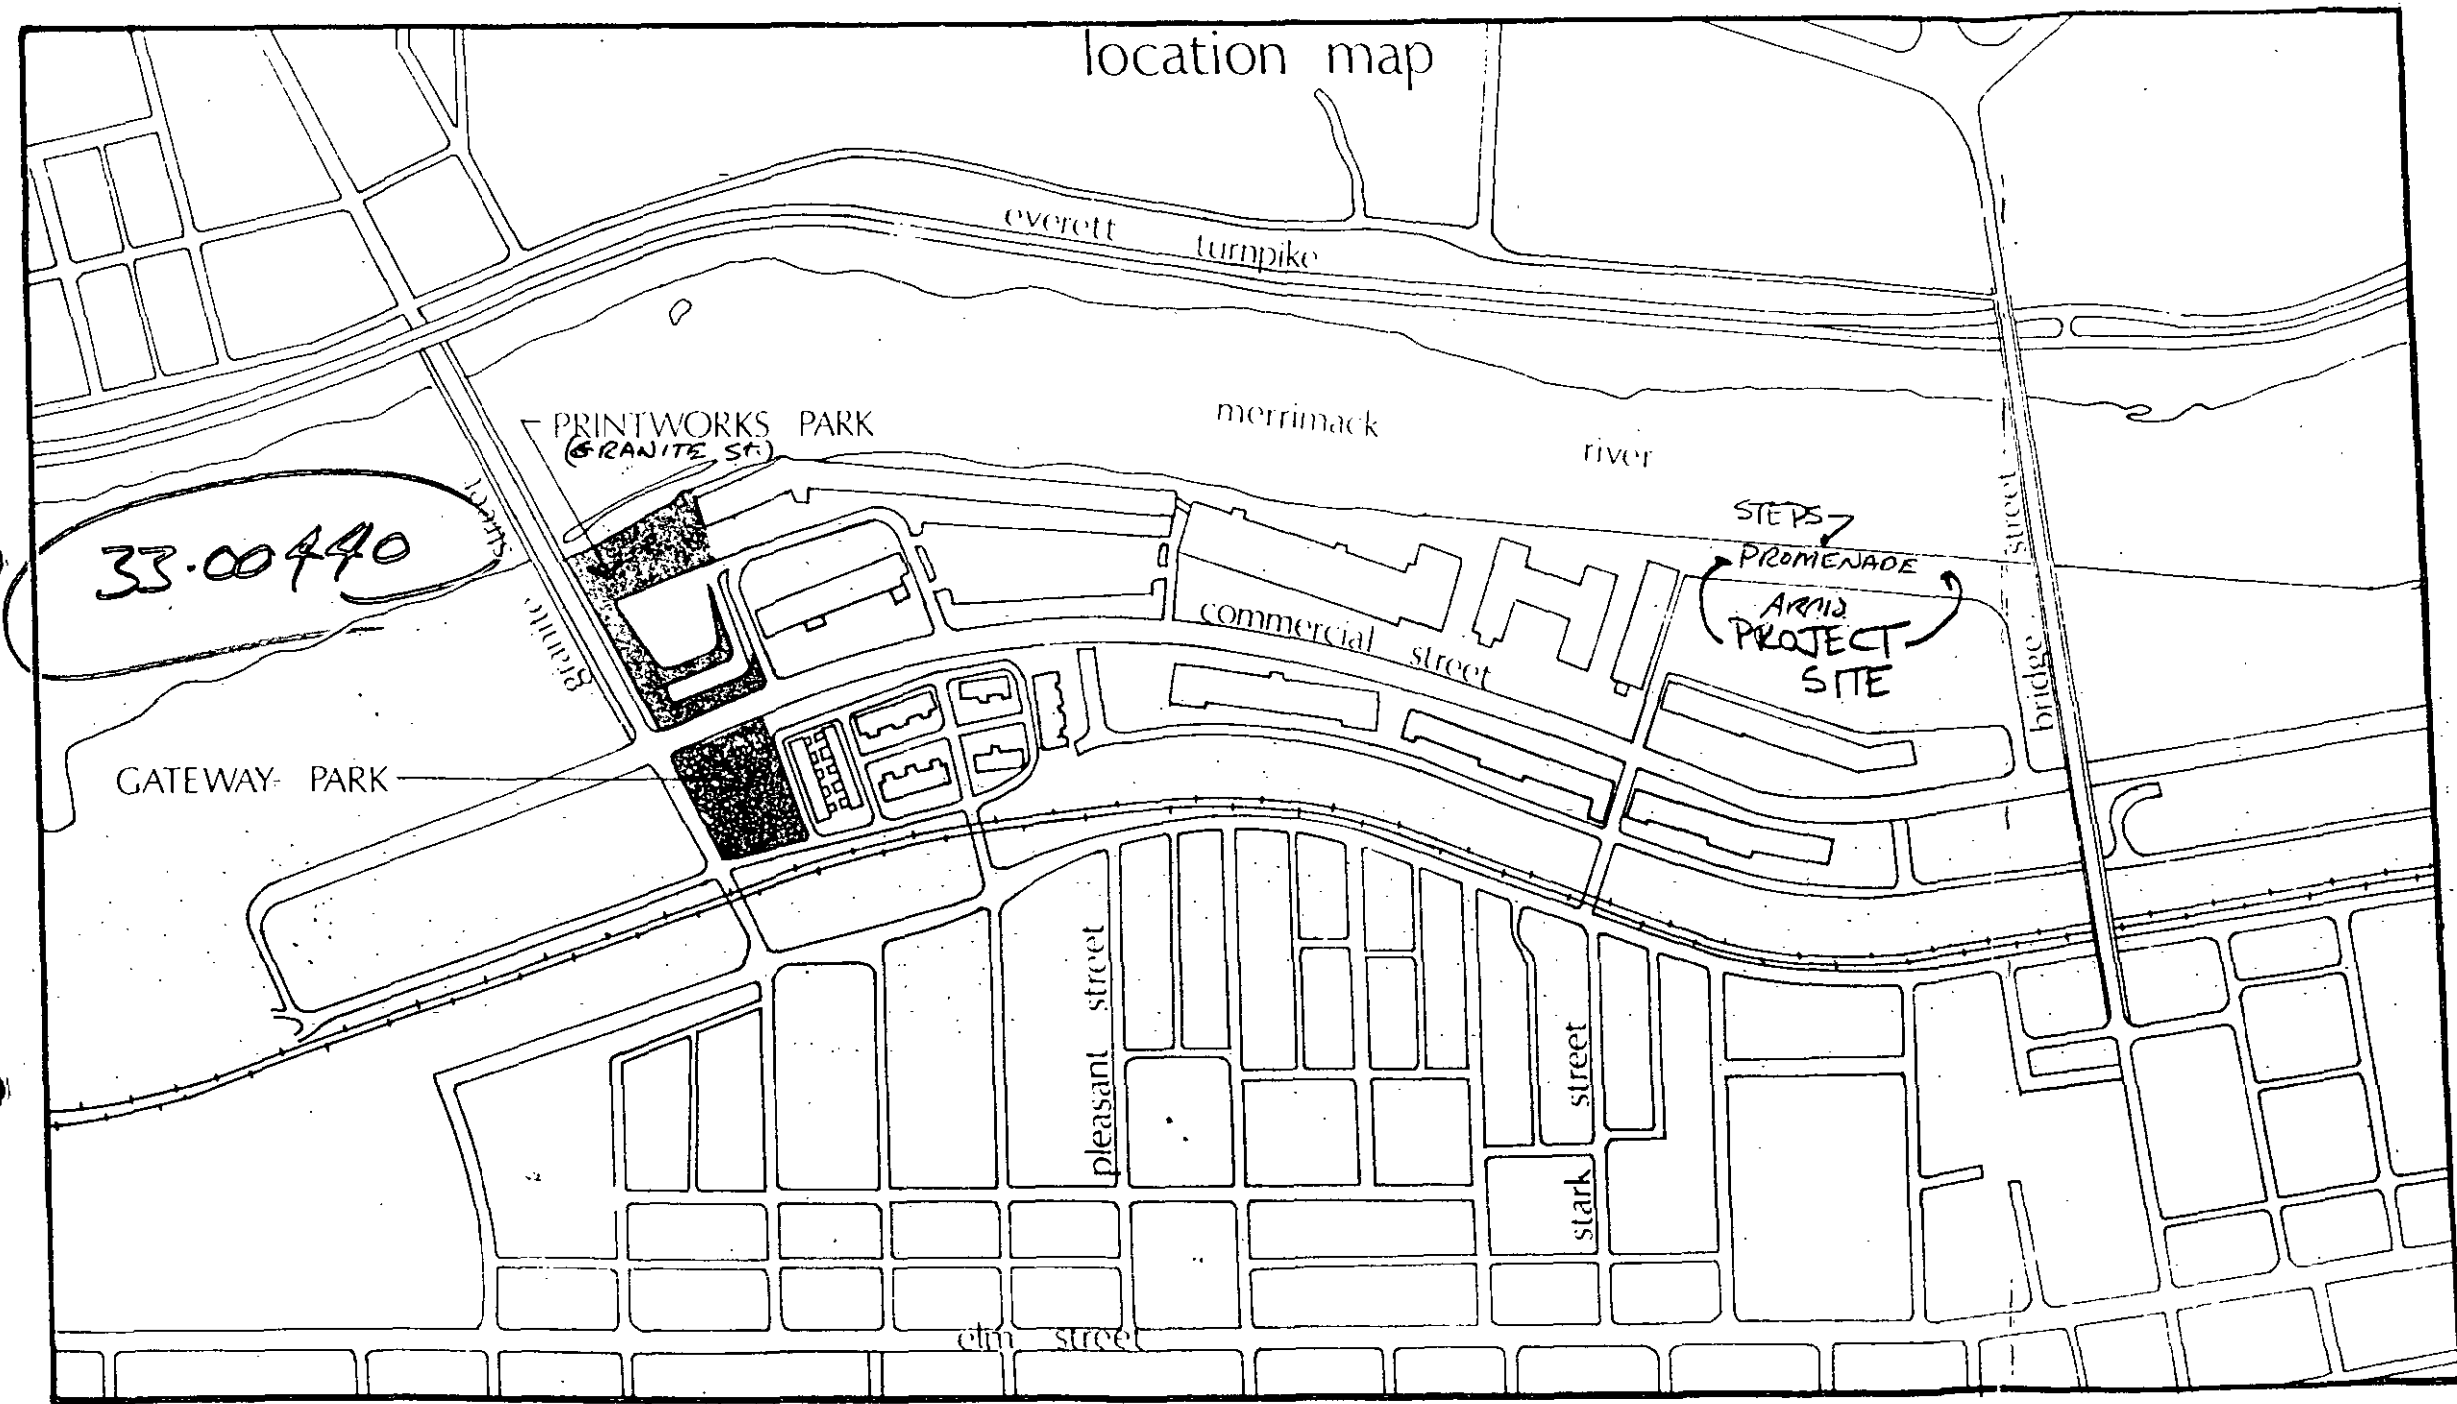 location map
everett turnpike
PRINTWORKS PARK
(GRANITE St.)
merrimack river
33.00440
granite street
STEPS
PROMENADE
PROJECT
SITE
commercial street
bridge street
GATEWAY PARK
pleasant street
stark street
elm street